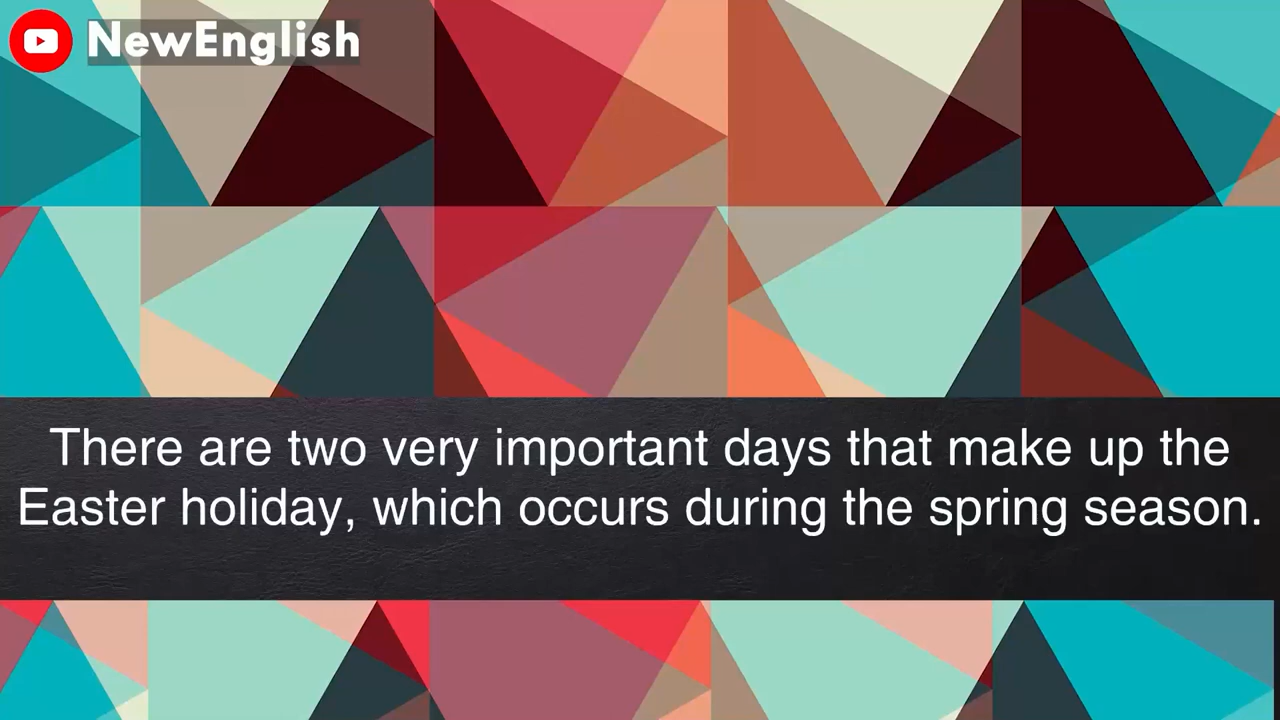 NewEnglish
There are two very important days that make up the
Easter holiday, which occurs during the spring season.